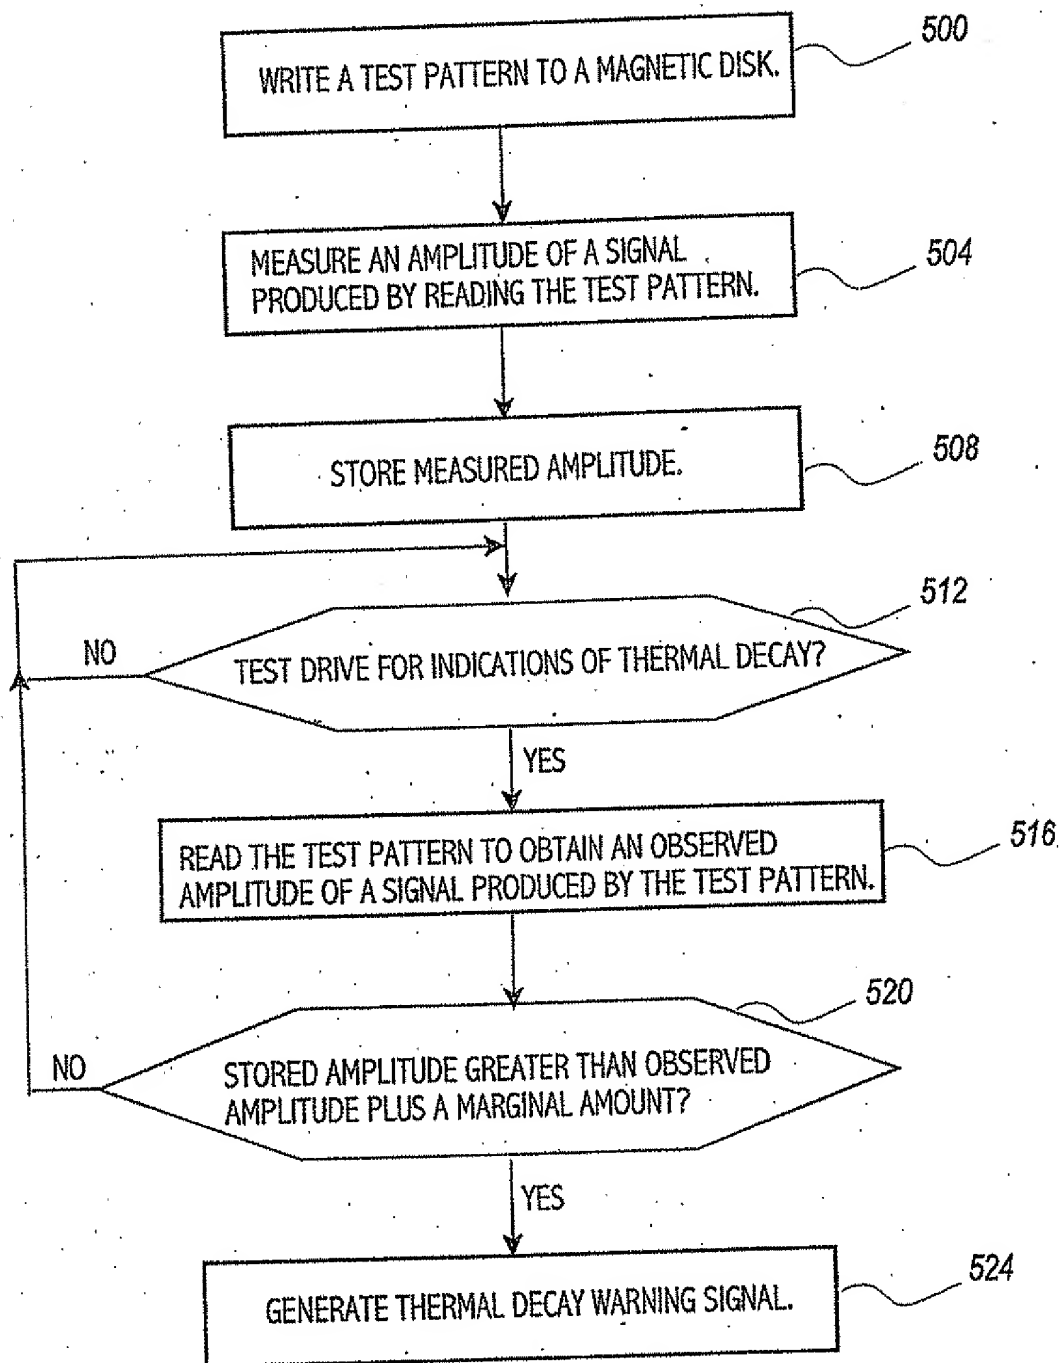 500
WRITE A TEST PATTERN TO A MAGNETIC DISK.
504
MEASURE AN AMPLITUDE OF A SIGNAL
PRODUCED BY READING THE TEST PATTERN.
508
STORE MEASURED AMPLITUDE.
512
NO
TEST DRIVE FOR INDICATIONS OF THERMAL DECAY?
YES
516
READ THE TEST PATTERN TO OBTAIN AN OBSERVED
AMPLITUDE OF A SIGNAL PRODUCED BY THE TEST PATTERN.
520
NO
STORED AMPLITUDE GREATER THAN OBSERVED
AMPLITUDE PLUS A MARGINAL AMOUNT?
YES
524
GENERATE THERMAL DECAY WARNING SIGNAL.